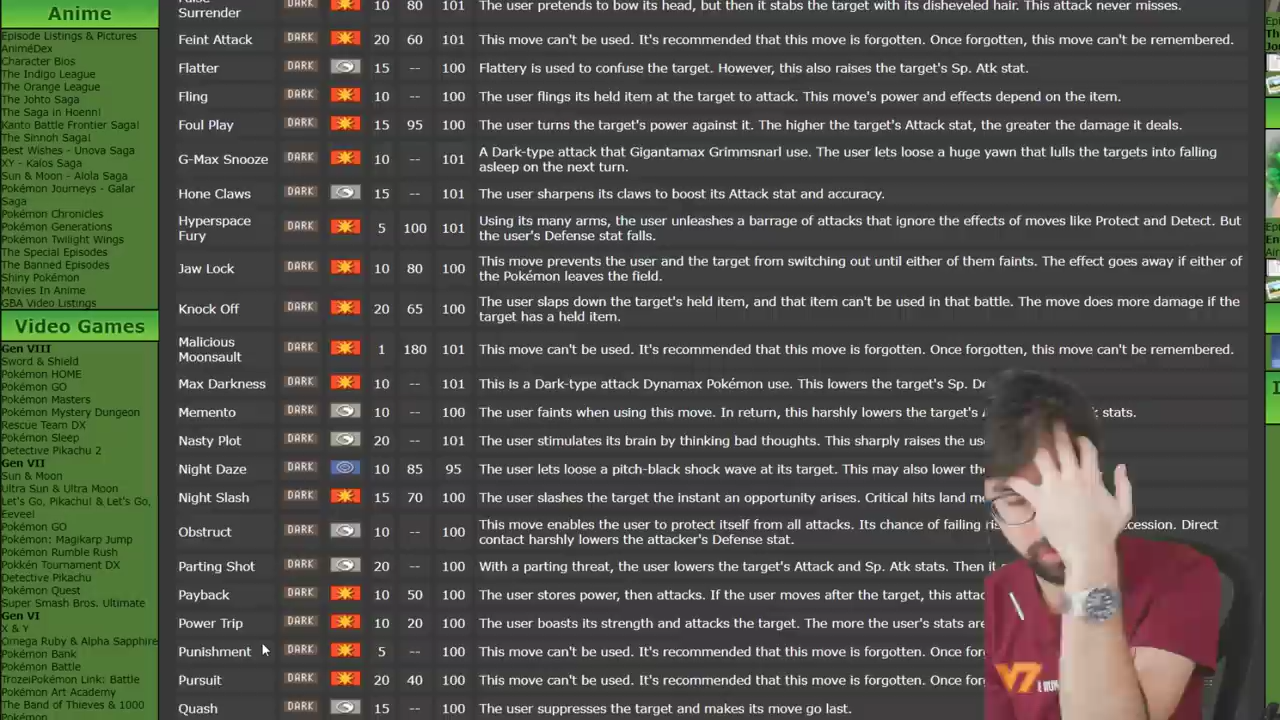 Anime
Episode Listings & Pictures
AniméDex
Character Bios
The Indigo League
The Orange League
The Johto Saga
The Saga in Hoenn!
Kanto Battle Frontier Saga!
The Sinnoh Saga!
Best Wishes - Unova Saga
XY - Kalos Saga
Sun & Moon - Alola Saga
Pokémon Journeys - Galar
Saga
Pokémon Chronicles
Pokémon Generations
Pokémon Twilight Wings
The Special Episodes
The Banned Episodes
Shiny Pokémon
Movies In Anime
GBA Video Listings
Video Games
Gen VIII
Sword & Shield
Pokémon HOME
Pokémon GO
Pokémon Masters
Pokémon Mystery Dungeon
Rescue Team DX
Pokémon Sleep
Detective Pikachu 2
Gen VII
Sun & Moon
Ultra Sun & Ultra Moon
Let's Go, Pikachu! & Let's Go,
Eevee!
Pokémon GO
Pokémon: Magikarp Jump
Pokémon Rumble Rush
Pokkén Tournament DX
Detective Pikachu
Pokémon Quest
Super Smash Bros. Ultimate
Gen VI
X & Y
Omega Ruby & Alpha Sapphire
Pokémon Bank
Pokémon Battle
TrozeiPokémon Link: Battle
Pokémon Art Academy
The Band of Thieves & 1000
Pokémon
Surrender DARK 10 80 101 The user pretends to bow its head, but then it stabs the target with its disheveled hair. This attack never misses.
Feint Attack DARK 20 60 101 This move can't be used. It's recommended that this move is forgotten. Once forgotten, this move can't be remembered.
Flatter DARK 15 -- 100 Flattery is used to confuse the target. However, this also raises the target's Sp. Atk stat.
Fling DARK 10 -- 100 The user flings its held item at the target to attack. This move's power and effects depend on the item.
Foul Play DARK 15 95 100 The user turns the target's power against it. The higher the target's Attack stat, the greater the damage it deals.
G-Max Snooze DARK 10 -- 101 A Dark-type attack that Gigantamax Grimmsnarl use. The user lets loose a huge yawn that lulls the targets into falling
asleep on the next turn.
Hone Claws DARK 15 -- 101 The user sharpens its claws to boost its Attack stat and accuracy.
Hyperspace DARK 5 100 101 Using its many arms, the user unleashes a barrage of attacks that ignore the effects of moves like Protect and Detect. But
Fury the user's Defense stat falls.
Jaw Lock DARK 10 80 100 This move prevents the user and the target from switching out until either of them faints. The effect goes away if either of
the Pokémon leaves the field.
Knock Off DARK 20 65 100 The user slaps down the target's held item, and that item can't be used in that battle. The move does more damage if the
target has a held item.
Malicious
Moonsault DARK 1 180 101 This move can't be used. It's recommended that this move is forgotten. Once forgotten, this move can't be remembered.
Max Darkness DARK 10 -- 101 This is a Dark-type attack Dynamax Pokémon use. This lowers the target's Sp.
Memento DARK 10 -- 100 The user faints when using this move. In return, this harshly lowers the target's stats.
Nasty Plot DARK 20 -- 101 The user stimulates its brain by thinking bad thoughts. This sharply raises the
Night Daze DARK 10 85 95 The user lets loose a pitch-black shock wave at its target. This may also lower the
Night Slash DARK 15 70 100 The user slashes the target the instant an opportunity arises. Critical hits land
Obstruct DARK 10 -- 100 This move enables the user to protect itself from all attacks. Its chance of failing Direct
contact harshly lowers the attacker's Defense stat.
Parting Shot DARK 20 -- 100 With a parting threat, the user lowers the target's Attack and Sp. Atk stats. Then it
Payback DARK 10 50 100 The user stores power, then attacks. If the user moves after the target, this
Power Trip DARK 10 20 100 The user boasts its strength and attacks the target. The more the user's stats are
Punishment DARK 5 -- 100 This move can't be used. It's recommended that this move is forgotten. Once
Pursuit DARK 20 40 100 This move can't be used. It's recommended that this move is forgotten. Once
Quash DARK 15 -- 100 The user suppresses the target and makes its move go last.